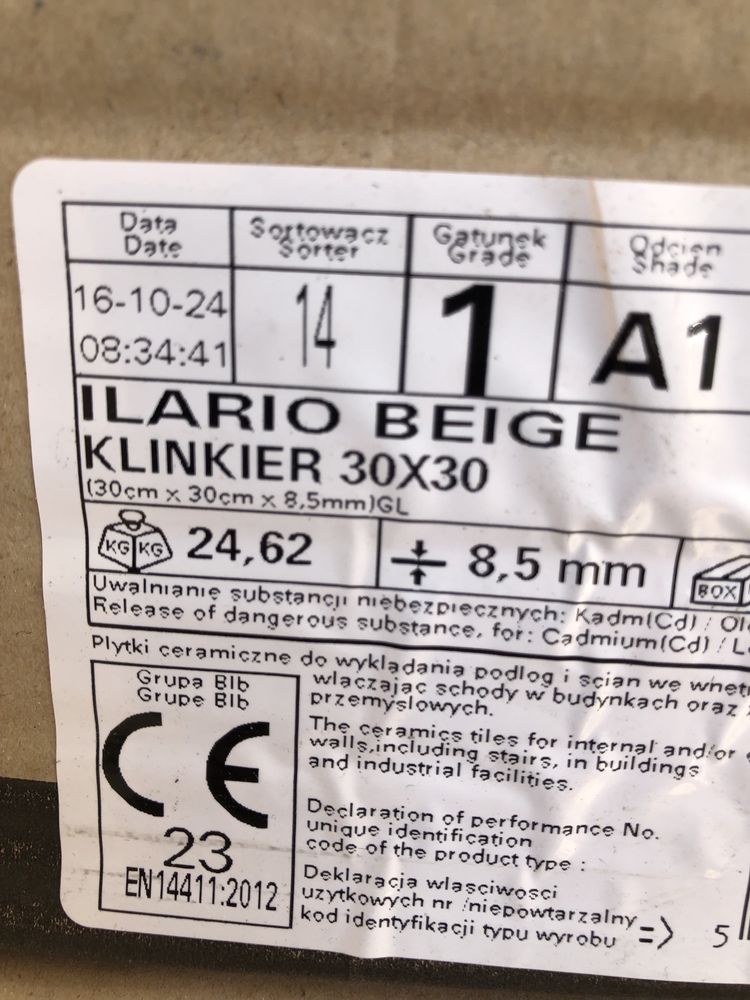 Data Sortowacz Gatunek Odcien
Date Sorter Grade Shade
16-10-24 14 1 A1
08:34:41
ILARIO BEIGE
KLINKIER 30X30
(30cm x 30cm x 8,5mm)GL
KG KG 24,62 8,5 mm BOX
Uwalnianie substancji niebezpiecznych: Kadm(Cd) /
Release of dangerous substance, for: Cadmium(Cd) /
Plytki ceramiczne do wykladania podlog i scian we
wlaczajac schody w budynkach oraz
przemyslowych.
Grupa BIb
Grupe BIb
CE
23
EN14411:2012
The ceramics tiles for internal and/or
walls,including stairs, in buildings
and industrial facilities.
Declaration of performance No.
unique identification
code of the product type :
Deklaracja wlasciwosci
uzytkowych nr /niepowtarzalny
kod identyfikacji typu wyrobu => 5